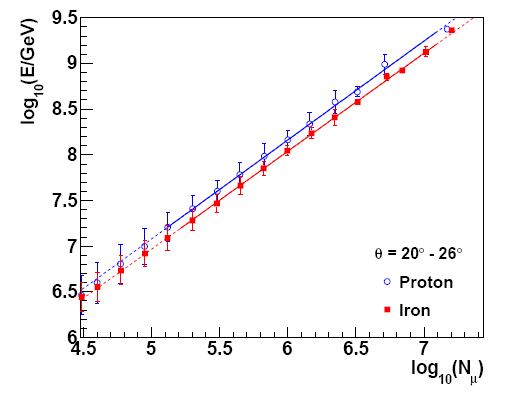 log10(E/GeV)
9.5
9
8.5
8
7.5
7
6.5
6
4.5 5 5.5 6 6.5 7
log10(Nμ)
θ = 20° - 26°
Proton
Iron